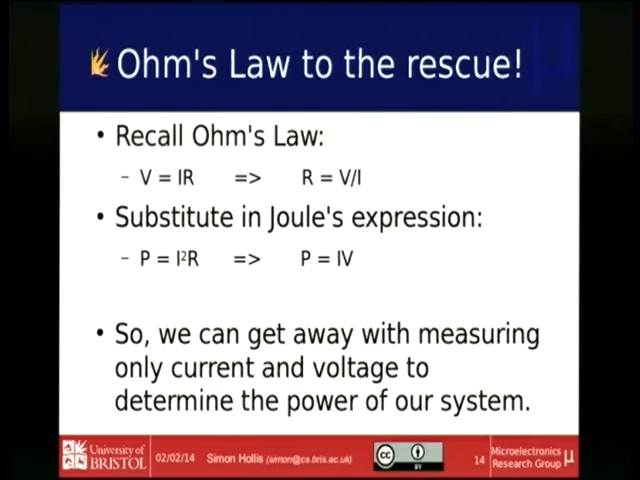 Ohm's Law to the rescue!
• Recall Ohm's Law:
– V = IR => R = V/I
• Substitute in Joule's expression:
– P = I²R => P = IV
• So, we can get away with measuring
only current and voltage to
determine the power of our system.
University of
BRISTOL
02/02/14
Simon Hollis (simon@cs.bris.ac.uk)
cc
BY
14
Microelectronics
Research Group
μ